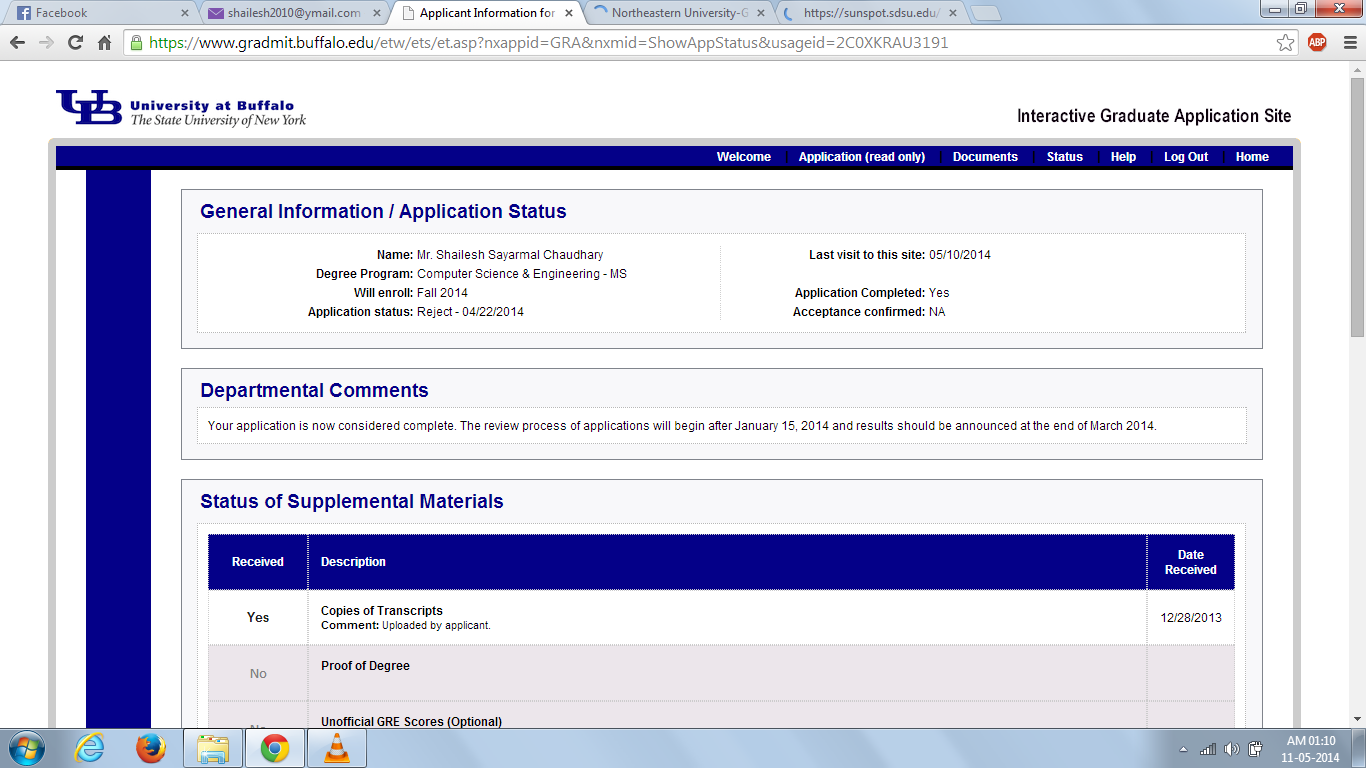 Facebook
shailesh2010@ymail.com
Applicant Information for
Northeastern University-G
https://sunspot.sdsu.edu/
https://www.gradmit.buffalo.edu/etw/ets/et.asp?nxappid=GRA&nxmid=ShowAppStatus&usageid=2C0XKRAU3191
ABP
UB
University at Buffalo
The State University of New York
Interactive Graduate Application Site
Welcome Application (read only) Documents Status Help Log Out Home
General Information / Application Status
Name: Mr. Shailesh Sayarmal Chaudhary Last visit to this site: 05/10/2014
Degree Program: Computer Science & Engineering - MS
Will enroll: Fall 2014 Application Completed: Yes
Application status: Reject - 04/22/2014 Acceptance confirmed: NA
Departmental Comments
Your application is now considered complete. The review process of applications will begin after January 15, 2014 and results should be announced at the end of March 2014.
Status of Supplemental Materials
Received Description Date Received
Yes Copies of Transcripts 12/28/2013
Comment: Uploaded by applicant.
No Proof of Degree
No Unofficial GRE Scores (Optional)
AM 01:10
11-05-2014